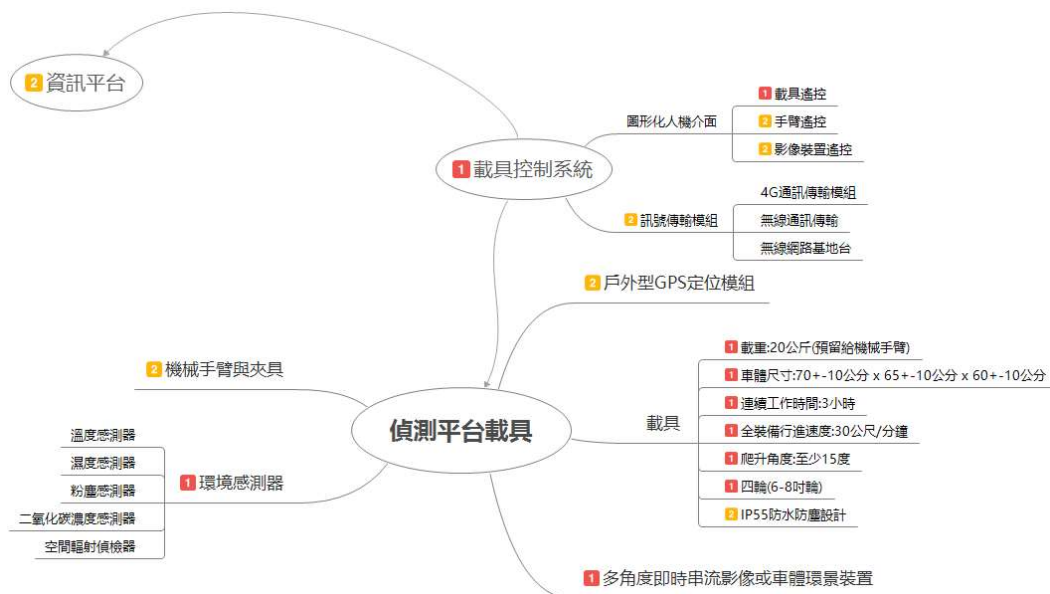 2 資訊平台
1 載具控制系統
圖形化人機介面
1 載具遙控
2 手臂遙控
2 影像裝置遙控
2 訊號傳輸模組
4G通訊傳輸模組
無線通訊傳輸
無線網路基地台
2 戶外型GPS定位模組
偵測平台載具
載具
1 載重:20公斤(預留給機械手臂)
1 車體尺寸:70+-10公分 x 65+-10公分 x 60+-10公分
1 連續工作時間:3小時
1 全裝備行進速度:30公尺/分鐘
1 爬升角度:至少15度
1 四輪(6-8吋輪)
2 IP55防水防塵設計
1 多角度即時串流影像或車體環景裝置
2 機械手臂與夾具
1 環境感測器
溫度感測器
濕度感測器
粉塵感測器
二氧化碳濃度感測器
空間輻射偵檢器